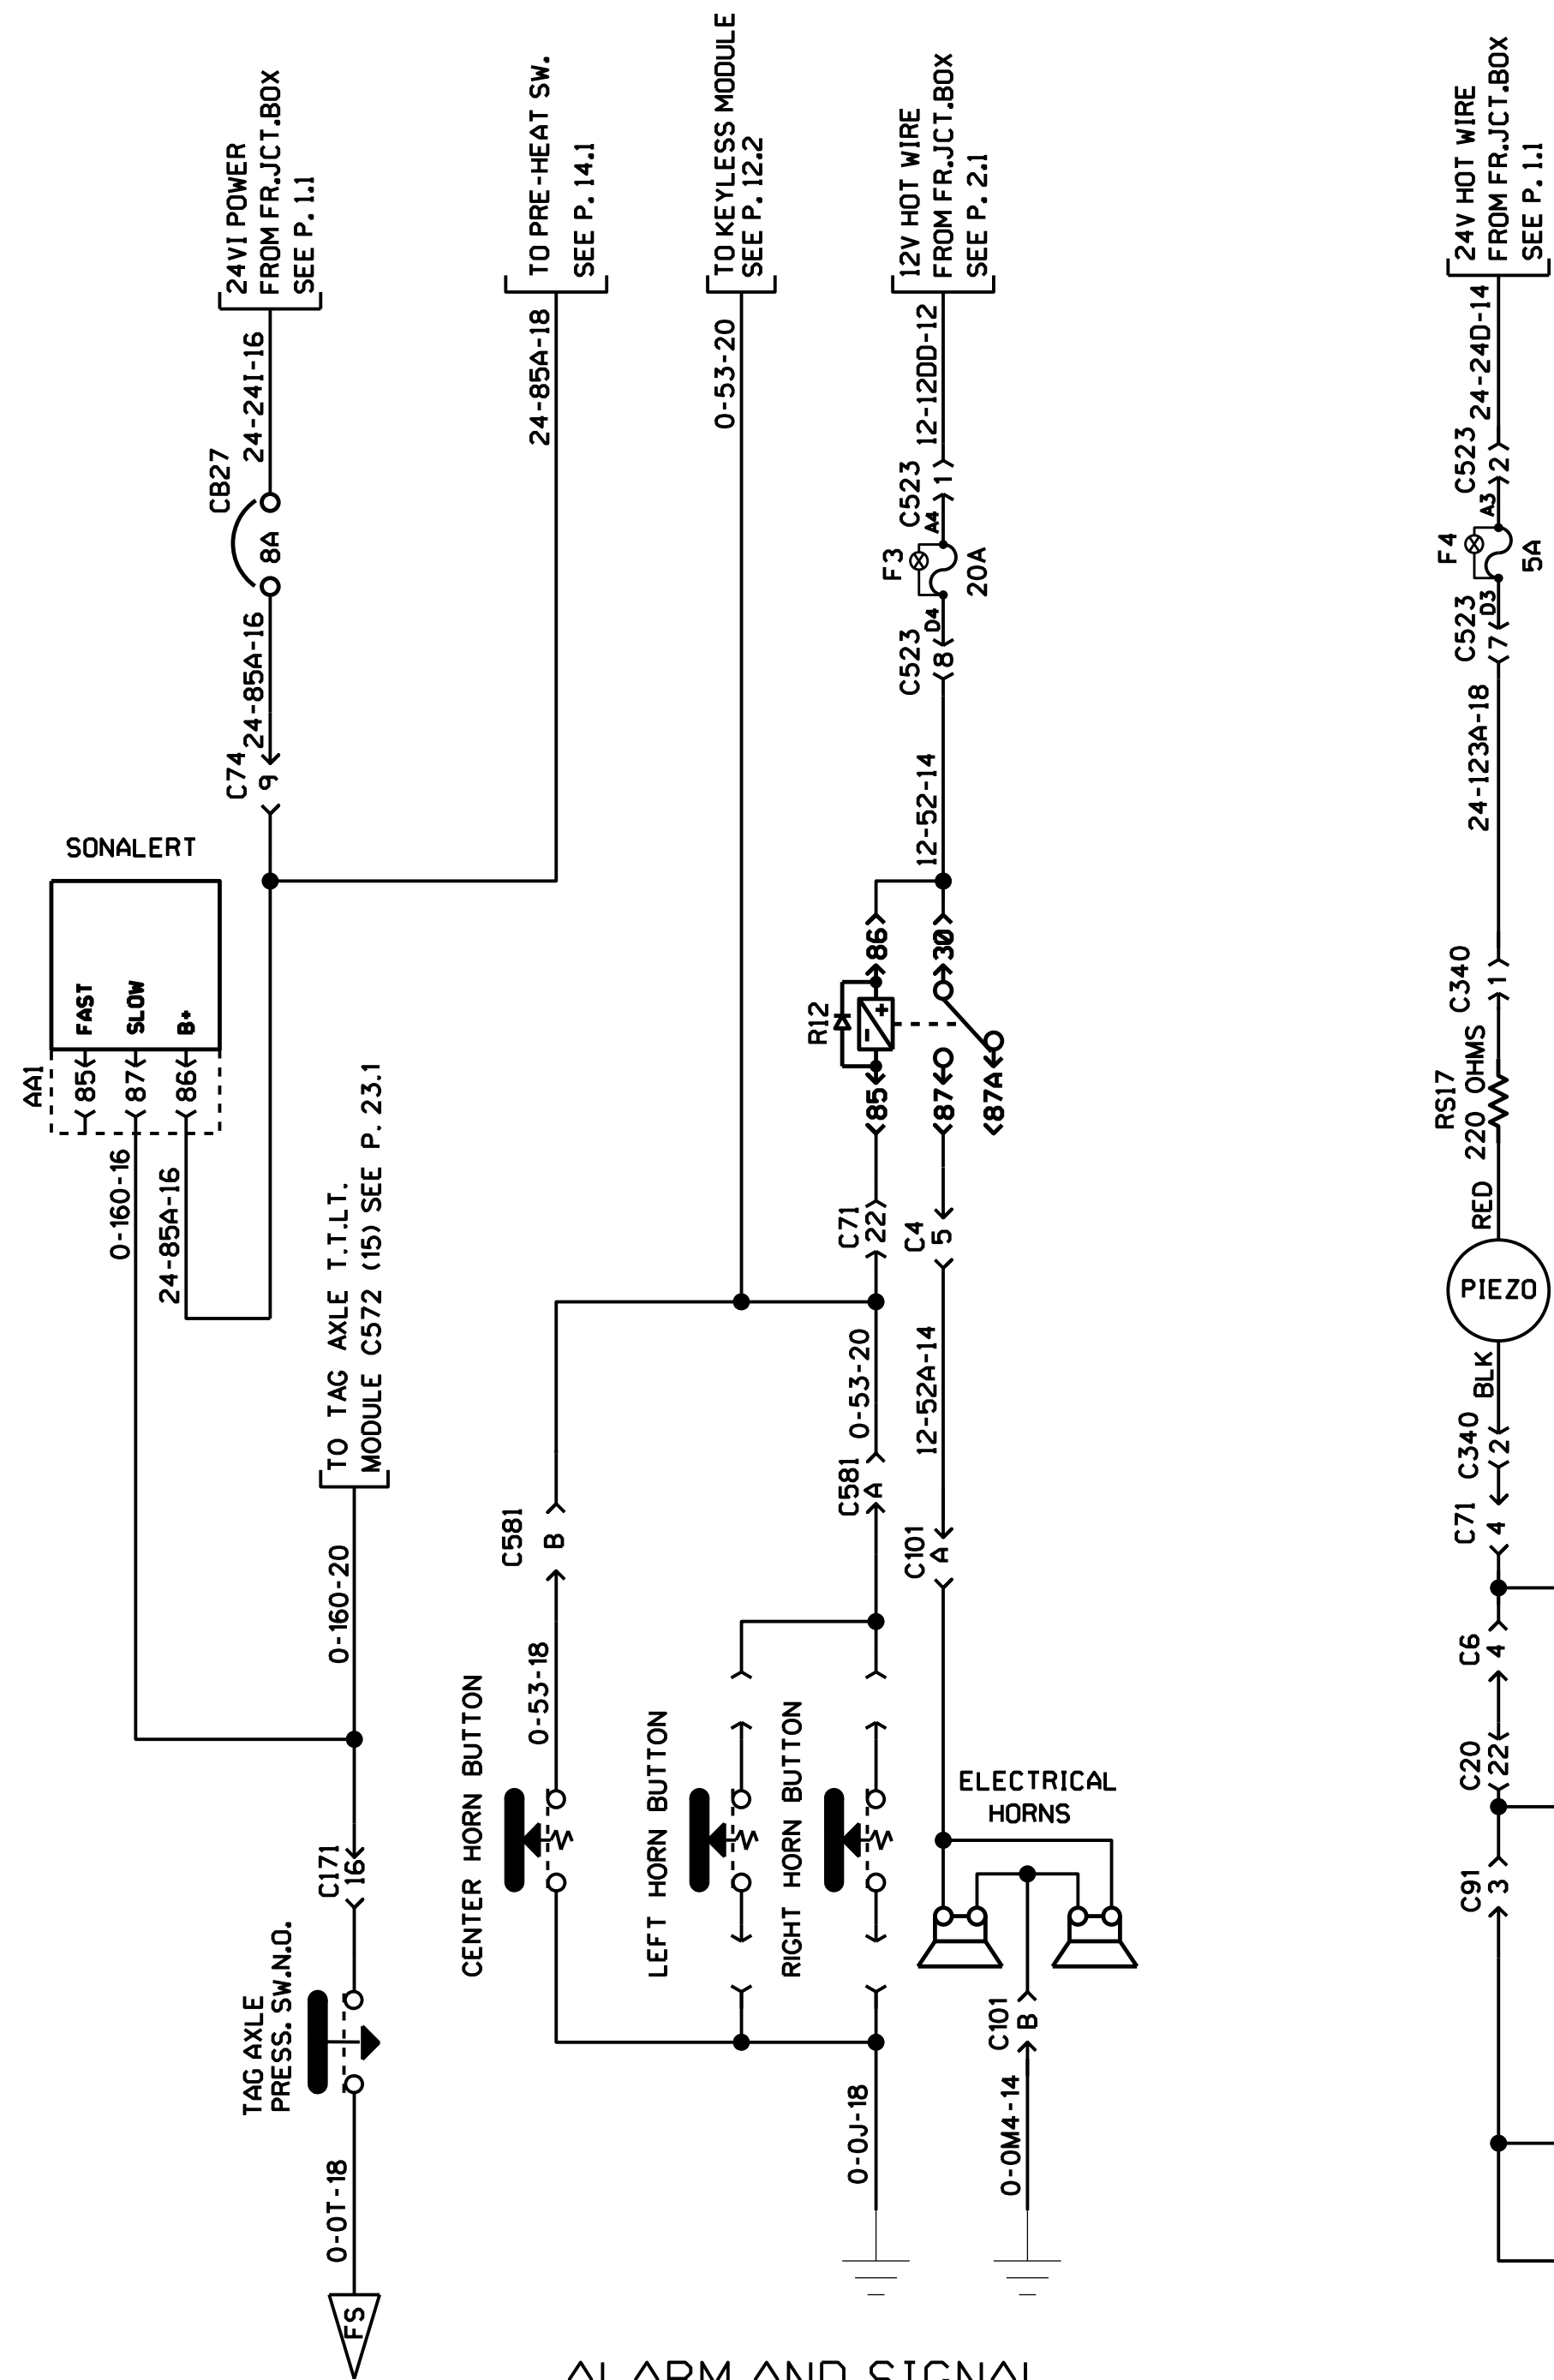 24VI POWER
FROM FR.JCT.BOX
SEE P. 1.1
24-24I-16
CB27
8A
24-85A-16
C74
9
SONALERT
FAST
SLOW
B+
AA1
85
87
86
0-160-16
24-85A-16
TO TAG AXLE T.T.LT.
MODULE C572 (15) SEE P. 23.1
0-160-20
C171
16
TAG AXLE
PRESS. SW.N.O.
0-0T-18
FS
TO PRE-HEAT SW.
SEE P. 14.1
24-85A-18
TO KEYLESS MODULE
SEE P. 12.2
0-53-20
12V HOT WIRE
FROM FR.JCT.BOX
SEE P. 2.1
12-12DD-12
C523
1
A4
F3
20A
D4
C523
8
12-52-14
86
30
R12
+
-
85
87
87A
C71
22
C4
5
0-53-20
12-52A-14
C581
A
C581
B
C101
A
0-53-18
CENTER HORN BUTTON
LEFT HORN BUTTON
RIGHT HORN BUTTON
ELECTRICAL
HORNS
C101
B
0-0J-18
0-0M4-14
24V HOT WIRE
FROM FR.JCT.BOX
SEE P. 1.1
24-24D-14
C523
2
A3
F4
5A
D3
C523
7
24-123A-18
C340
1
RS17
220 OHMS
RED
PIEZO
BLK
C340
2
C71
4
C6
4
C20
22
C91
3
ALARM AND SIGNAL